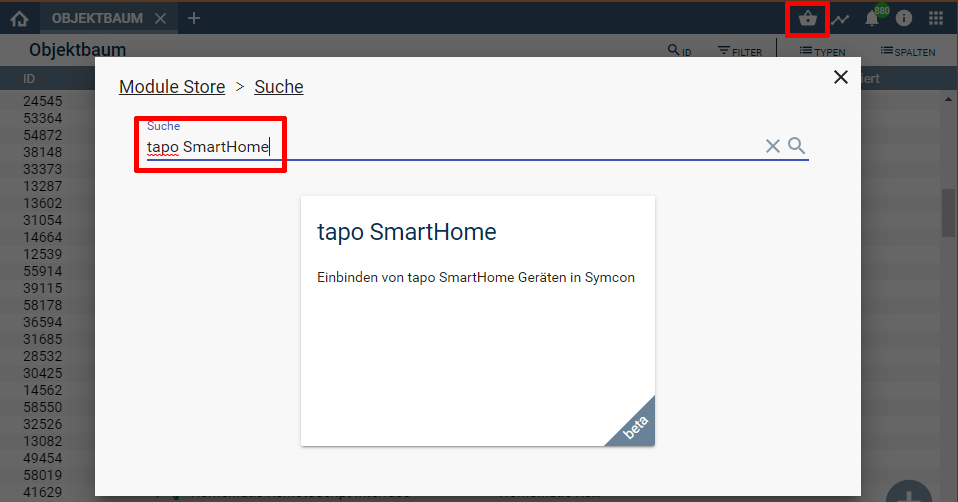 OBJEKTBAUM
880
Objektbaum
ID
FILTER
TYPEN
SPALTEN
ID
Module Store > Suche
Suche
tapo SmartHome
tapo SmartHome
Einbinden von tapo SmartHome Geräten in Symcon
beta
24545
53364
54872
38148
33373
13287
13602
31054
14664
12539
55914
39115
58178
36594
31685
28532
30425
14562
58550
32526
13082
49454
58019
41629